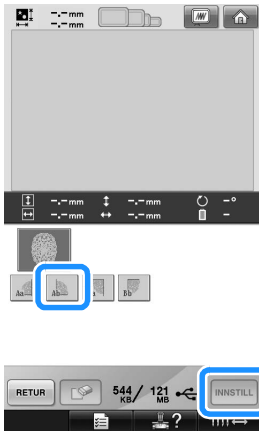 -.- mm
-.- mm
-.- mm -.- mm -°
-.- mm -.- mm -
Aa Ab Bb
RETUR 544 KB/ 121 MB INNSTILL
?